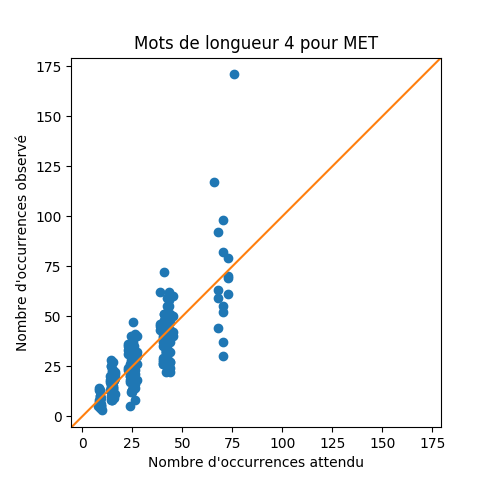 Mots de longueur 4 pour MET
Nombre d'occurrences observé
175
150
125
100
75
50
25
0
0 25 50 75 100 125 150 175
Nombre d'occurrences attendu